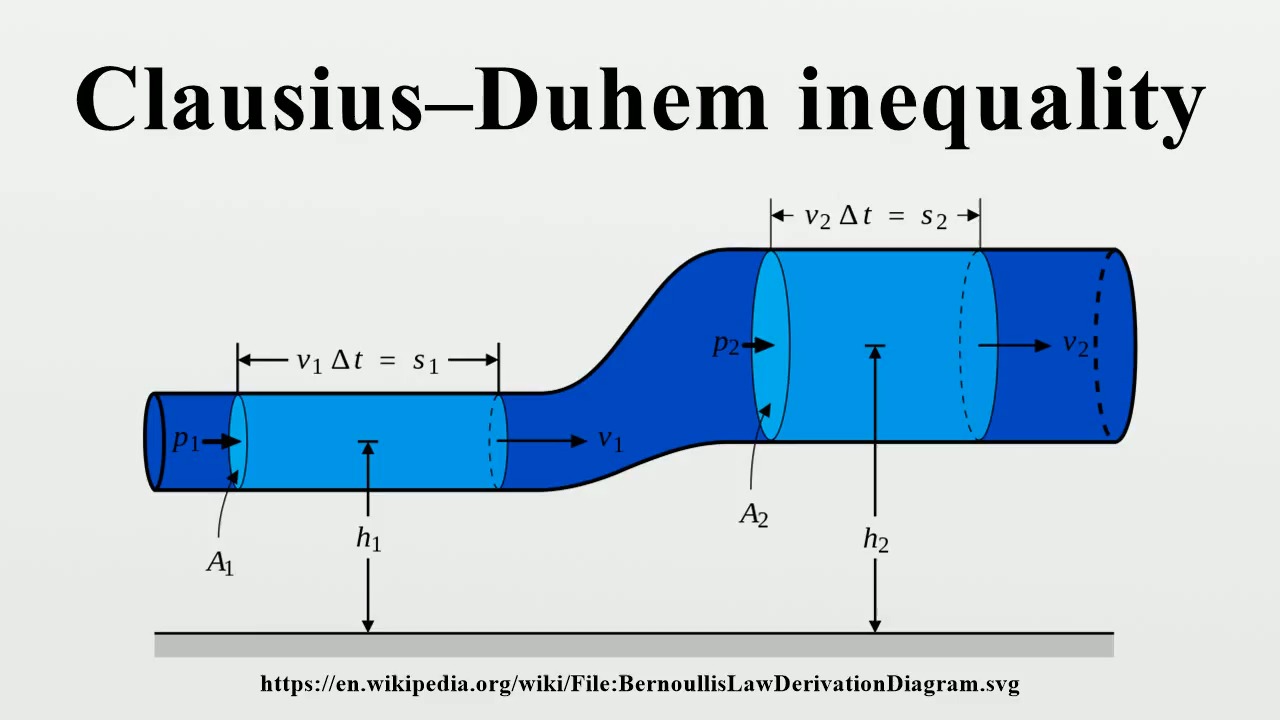 Clausius–Duhem inequality
v2 Δt = s2
v1 Δt = s1
p2
v2
p1
v1
A2
h1
h2
A1
https://en.wikipedia.org/wiki/File:BernoullisLawDerivationDiagram.svg